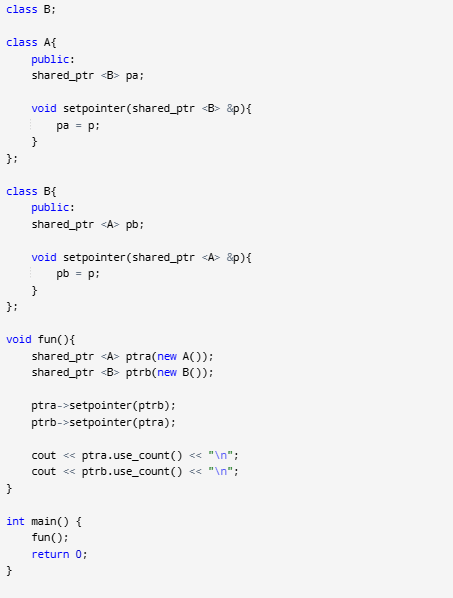 class B;

class A{
    public:
    shared_ptr <B> pa;

    void setpointer(shared_ptr <B> &p){
        pa = p;
    }
};

class B{
    public:
    shared_ptr <A> pb;

    void setpointer(shared_ptr <A> &p){
        pb = p;
    }
};

void fun(){
    shared_ptr <A> ptra(new A());
    shared_ptr <B> ptrb(new B());

    ptra->setpointer(ptrb);
    ptrb->setpointer(ptra);

    cout << ptra.use_count() << "\n";
    cout << ptrb.use_count() << "\n";
}

int main() {
    fun();
    return 0;
}